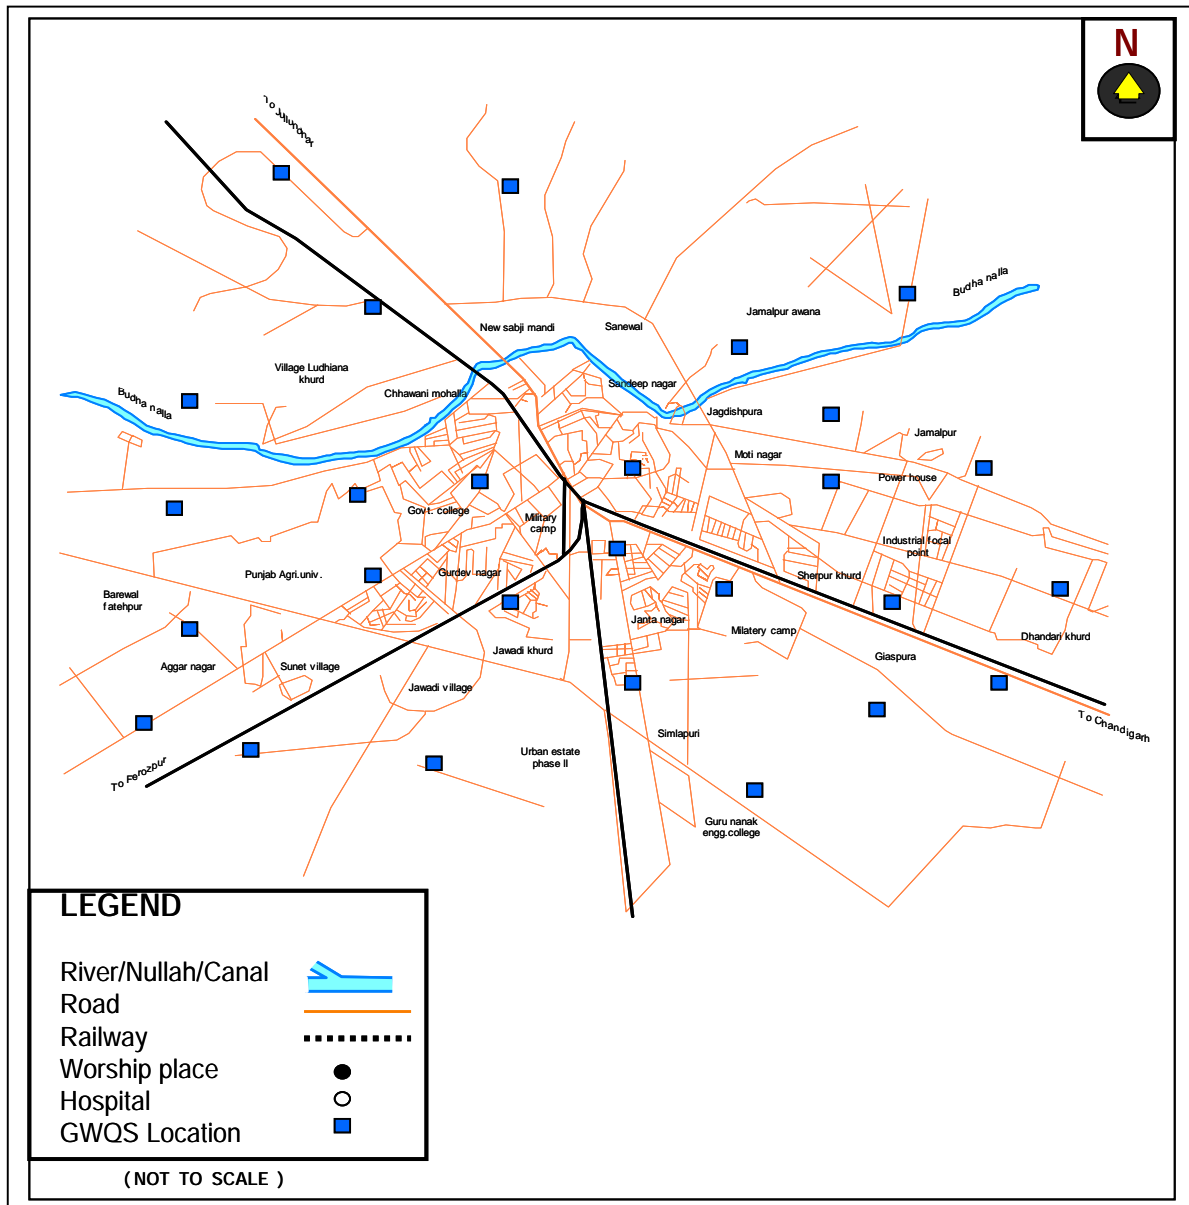 N
To Jullundhar
Budha nalla
Jamalpur awana
New sabji mandi
Sanewal
Village Ludhiana
khurd
Sandeep nagar
Chhawani mohalla
Budha nalla
Jagdishpura
Jamalpur
Moti nagar
Power house
Govt. college
Military
camp
Industrial focal
point
Punjab Agri.univ.
Gurdev nagar
Sherpur khurd
Barewal
fatehpur
Janta nagar
Milatery camp
Dhandari khurd
Jawadi khurd
Giaspura
Aggar nagar
Sunet village
Jawadi village
To Chandigarh
Simlapuri
Urban estate
phase II
To Ferozpur
Guru nanak
engg.college
LEGEND
River/Nullah/Canal
Road
Railway
Worship place
Hospital
GWQS Location
( NOT TO SCALE )